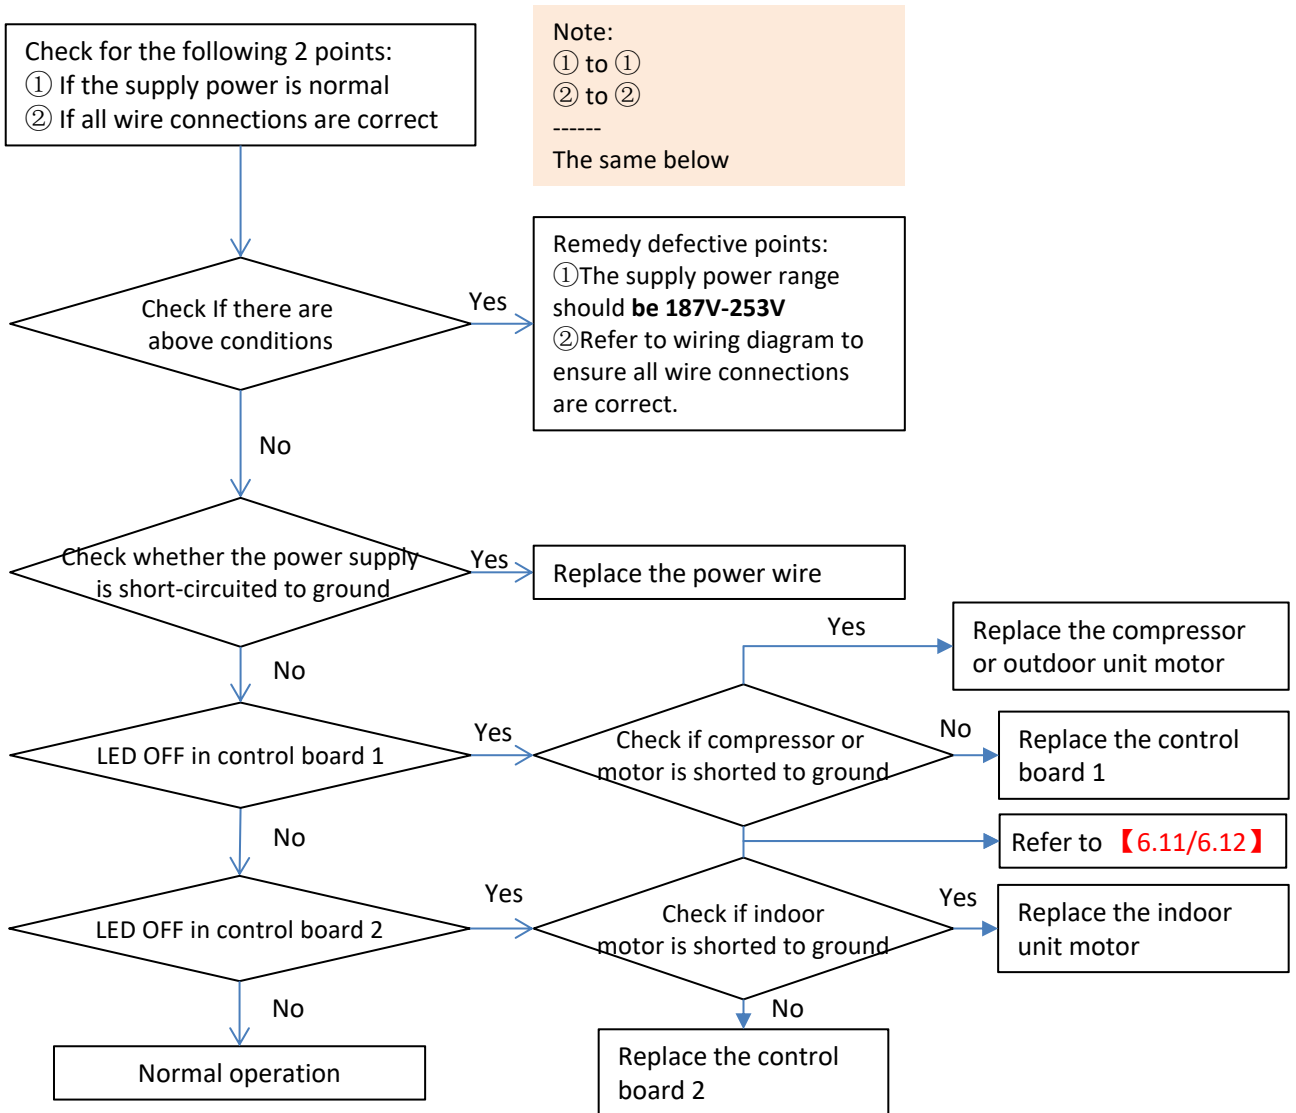 Check for the following 2 points:
① If the supply power is normal
② If all wire connections are correct
Note:
① to ①
② to ②
------
The same below
Check If there are
above conditions
Yes
Remedy defective points:
①The supply power range
should be 187V-253V
②Refer to wiring diagram to
ensure all wire connections
are correct.
No
Check whether the power supply
is short-circuited to ground
Yes
Replace the power wire
No
Yes
Replace the compressor
or outdoor unit motor
LED OFF in control board 1
Yes
Check if compressor or
motor is shorted to ground
No
Replace the control
board 1
No
Refer to 【6.11/6.12】
LED OFF in control board 2
Yes
Check if indoor
motor is shorted to ground
Yes
Replace the indoor
unit motor
No
No
Normal operation
Replace the control
board 2